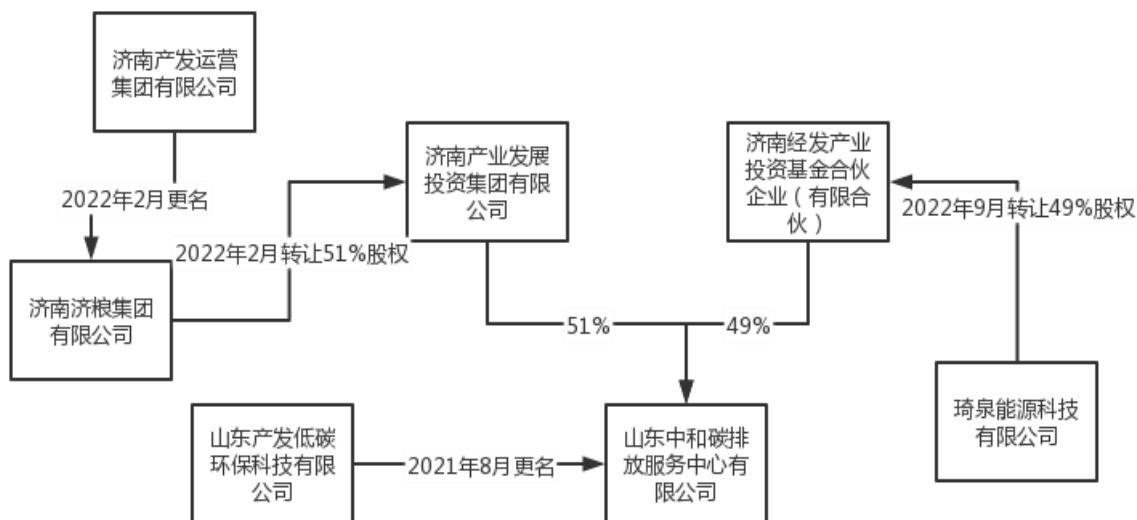 济南产发运营
集团有限公司
2022年2月更名
济南济粮集团
有限公司
2022年2月转让51%股权
济南产业发展
投资集团有限
公司
济南经发产业
投资基金合伙
企业（有限合
伙）
2022年9月转让49%股权
琦泉能源科技
有限公司
51%
49%
山东产发低碳
环保科技有限
公司
2021年8月更名
山东中和碳排
放服务中心有
限公司